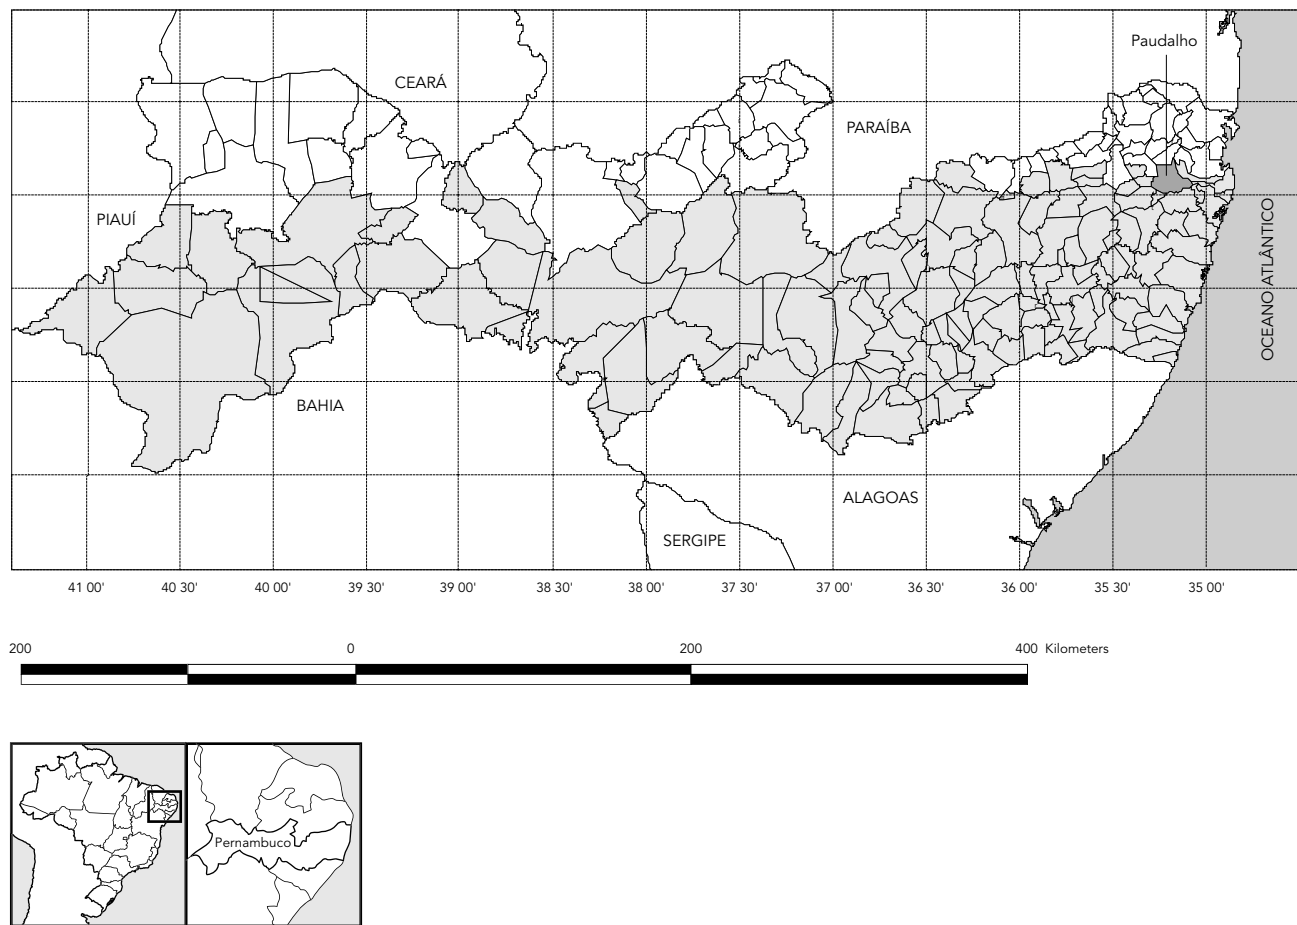 Paudalho
CEARÁ
PARAÍBA
PIAUÍ
OCEANO ATLÂNTICO
BAHIA
ALAGOAS
SERGIPE
41 00' 40 30' 40 00' 39 30' 39 00' 38 30' 38 00' 37 30' 37 00' 36 30' 36 00' 35 30' 35 00'
200 0 200 400 Kilometers
Pernambuco